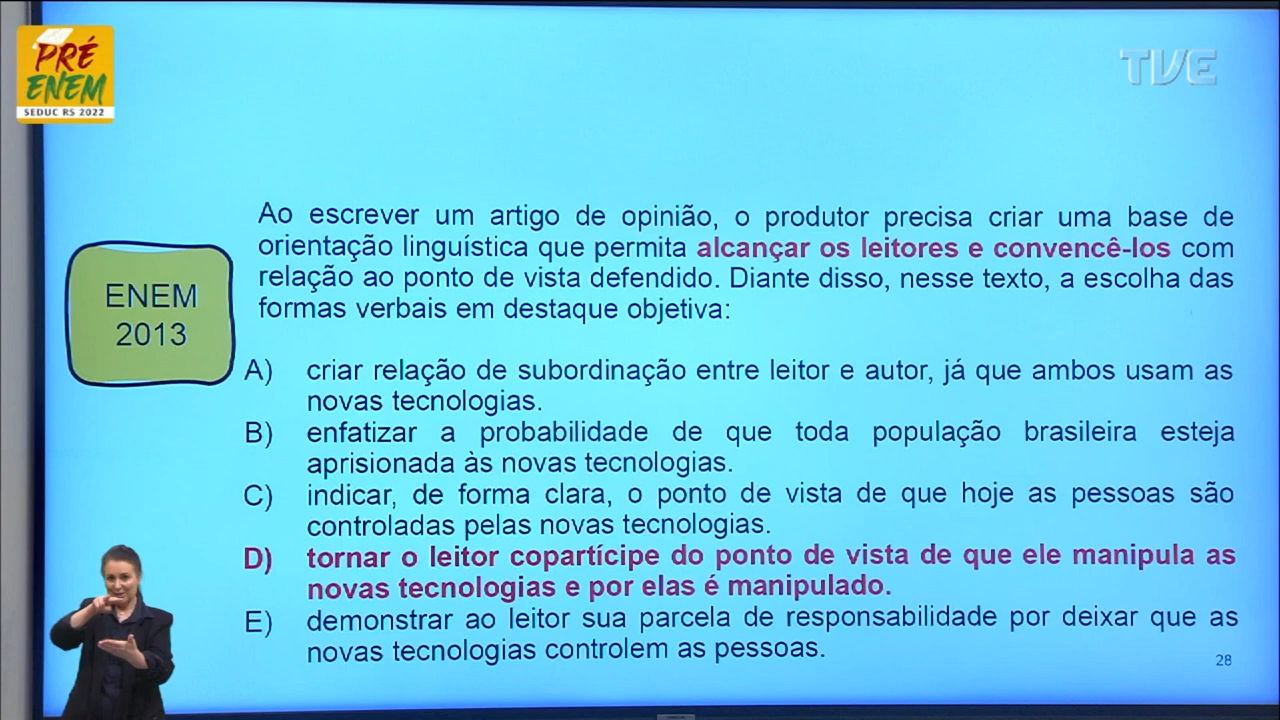 PRÉ
ENEM
SEDUC RS 2022
TVE
Ao escrever um artigo de opinião, o produtor precisa criar uma base de
orientação linguística que permita alcançar os leitores e convencê-los com
relação ao ponto de vista defendido. Diante disso, nesse texto, a escolha das
formas verbais em destaque objetiva:
ENEM
2013
A) criar relação de subordinação entre leitor e autor, já que ambos usam as
novas tecnologias.
B) enfatizar a probabilidade de que toda população brasileira esteja
aprisionada às novas tecnologias.
C) indicar, de forma clara, o ponto de vista de que hoje as pessoas são
controladas pelas novas tecnologias.
D) tornar o leitor copartícipe do ponto de vista de que ele manipula as
novas tecnologias e por elas é manipulado.
E) demonstrar ao leitor sua parcela de responsabilidade por deixar que as
novas tecnologias controlem as pessoas.
28